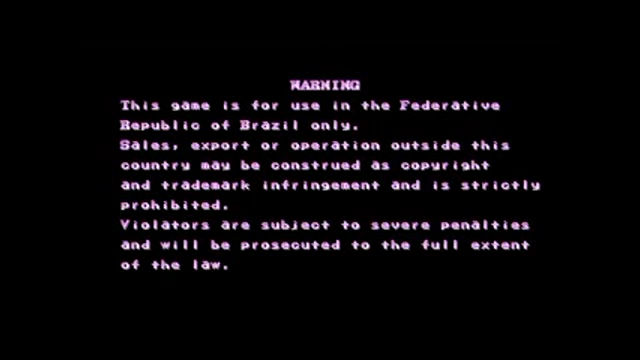 WARNING
This game is for use in the Federative
Republic of Brazil only.
Sales, export or operation outside this
country may be construed as copyright
and trademark infringement and is strictly
prohibited.
Violators are subject to severe penalties
and will be prosecuted to the full extent
of the law.